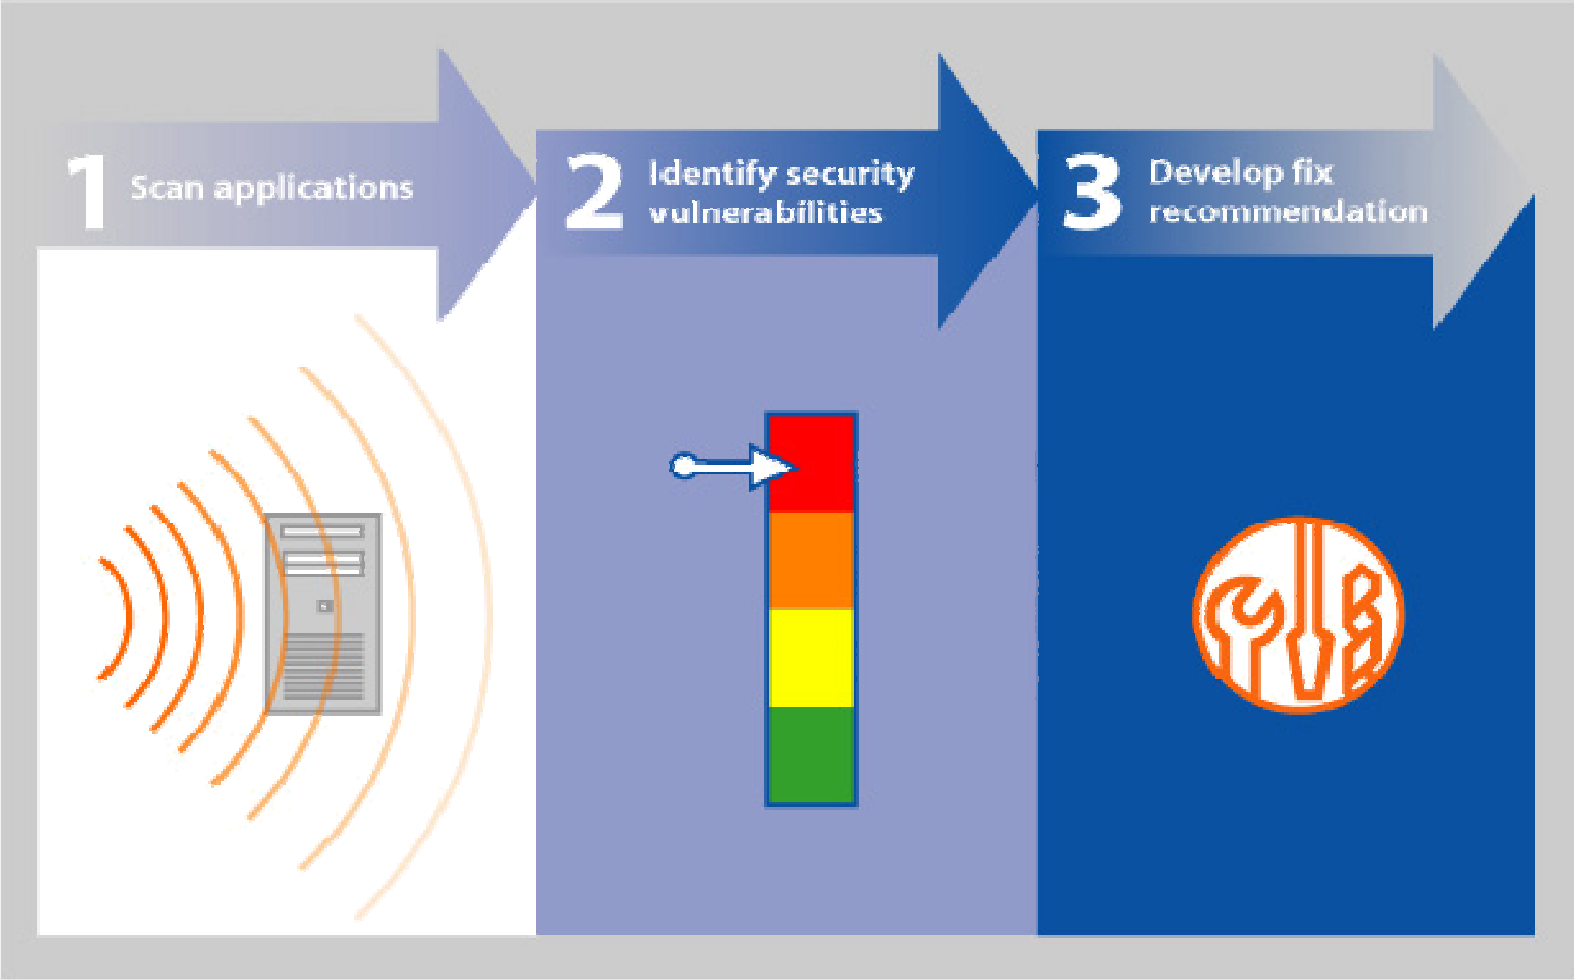 1 Scan applications
2 Identify security
vulnerabilities
3 Develop fix
recommendation